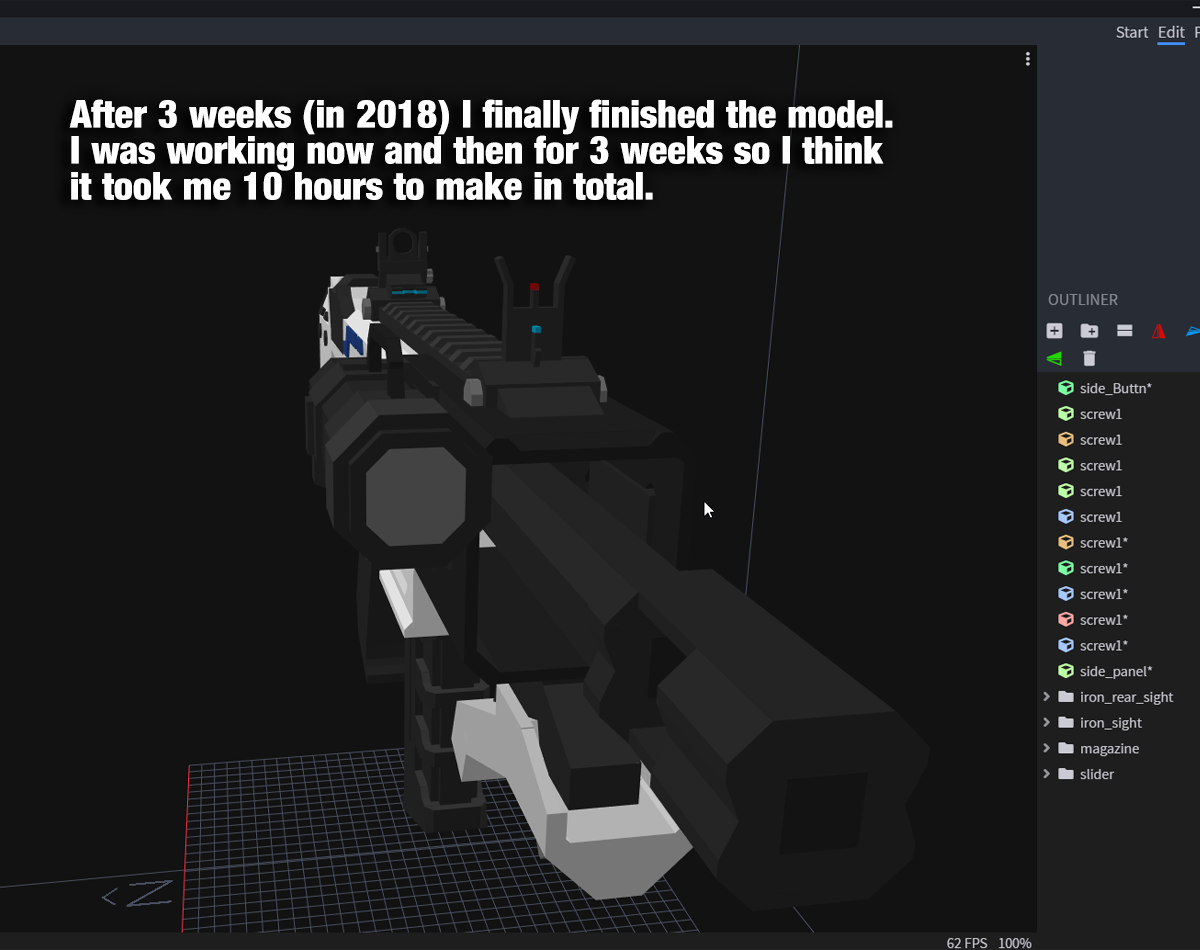 Start Edit
After 3 weeks (in 2018) I finally finished the model.
I was working now and then for 3 weeks so I think
it took me 10 hours to make in total.
OUTLINER
side_Buttn*
screw1
screw1
screw1
screw1
screw1
screw1*
screw1*
screw1*
screw1*
screw1*
side_panel*
iron_rear_sight
iron_sight
magazine
slider
N
62 FPS 100%